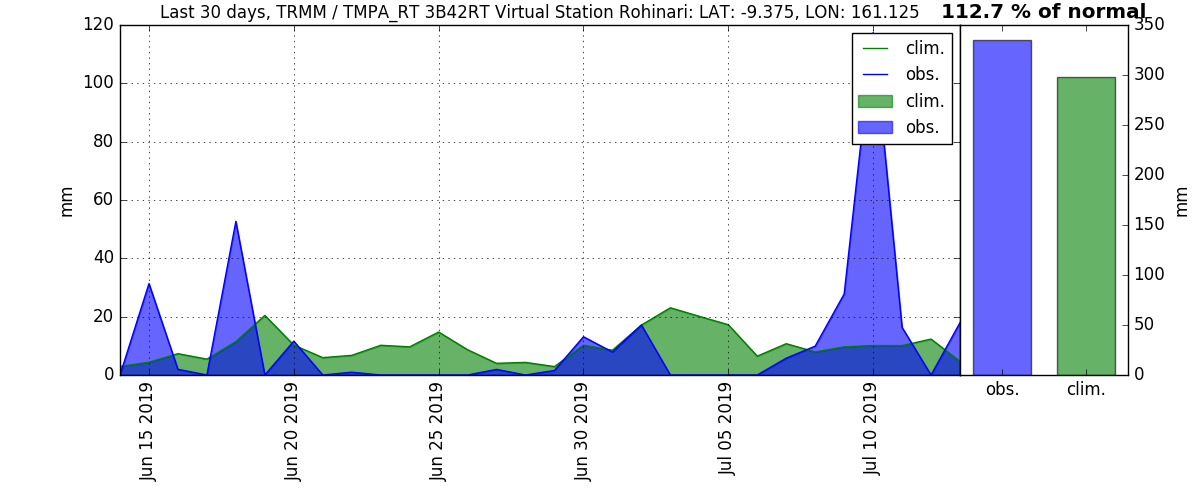 Last 30 days, TRMM / TMPA_RT 3B42RT Virtual Station Rohinari: LAT: -9.375, LON: 161.125
112.7 % of normal
120
100
80
60
40
20
0
mm
clim.
obs.
clim.
obs.
350
300
250
200
150
100
50
0
mm
Jun 15 2019
Jun 20 2019
Jun 25 2019
Jun 30 2019
Jul 05 2019
Jul 10 2019
obs.
clim.